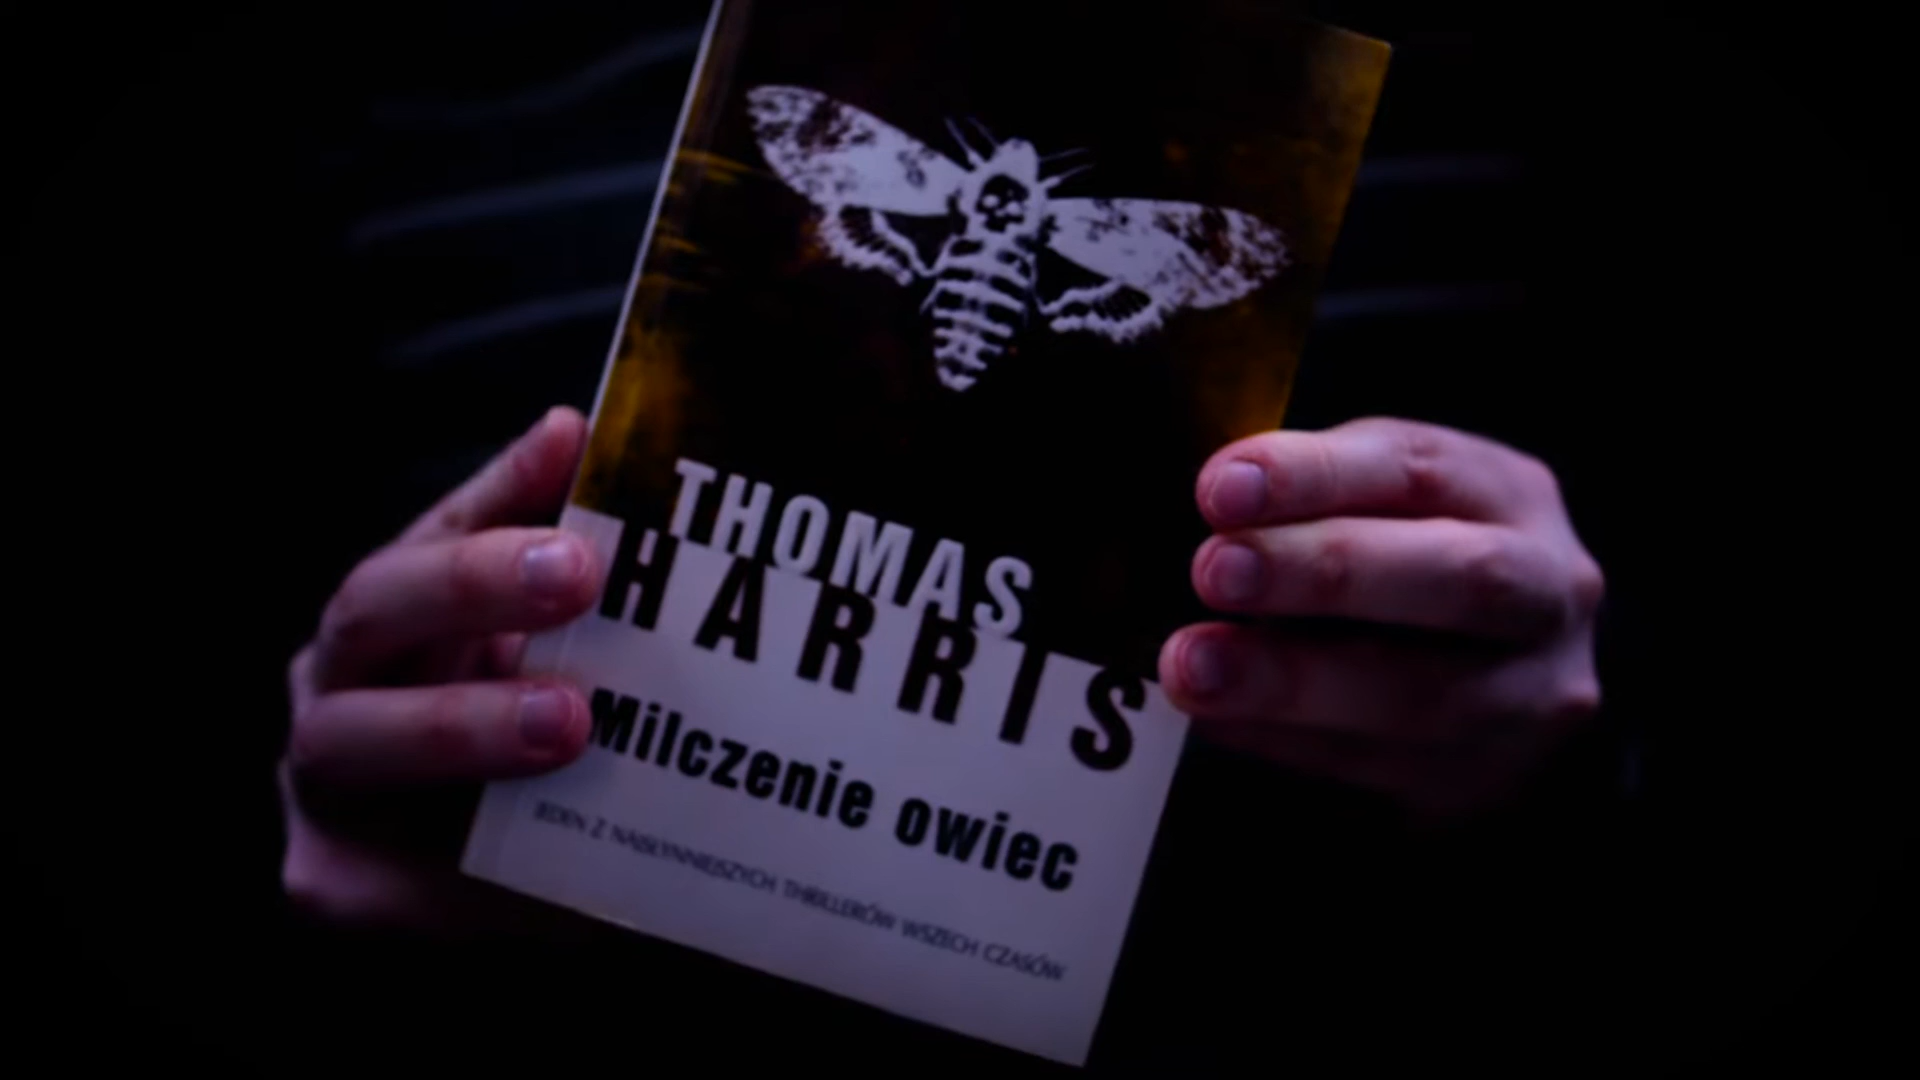 THOMAS
HARRIS
Milczenie owiec
JEDEN Z NAJSŁYNNIEJSZYCH THRILLERÓW WSZECH CZASÓW